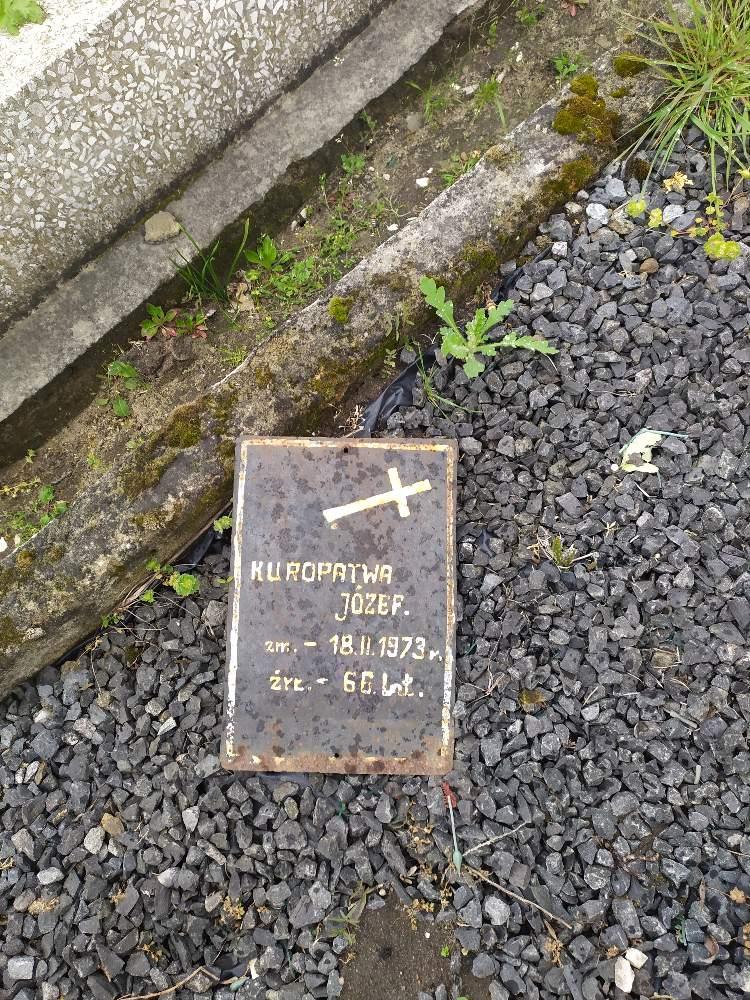 KUROPATWA
JÓZEF.
zm. - 18.II.1973 r.
żył. - 66. Lat.